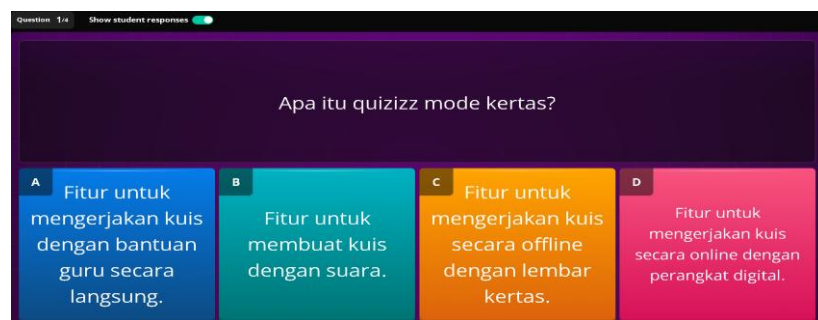 Question 1/4 Show student responses
Apa itu quizizz mode kertas?
A
Fitur untuk
mengerjakan kuis
dengan bantuan
guru secara
langsung.
B
Fitur untuk
membuat kuis
dengan suara.
C
Fitur untuk
mengerjakan kuis
secara offline
dengan lembar
kertas.
D
Fitur untuk
mengerjakan kuis
secara online dengan
perangkat digital.